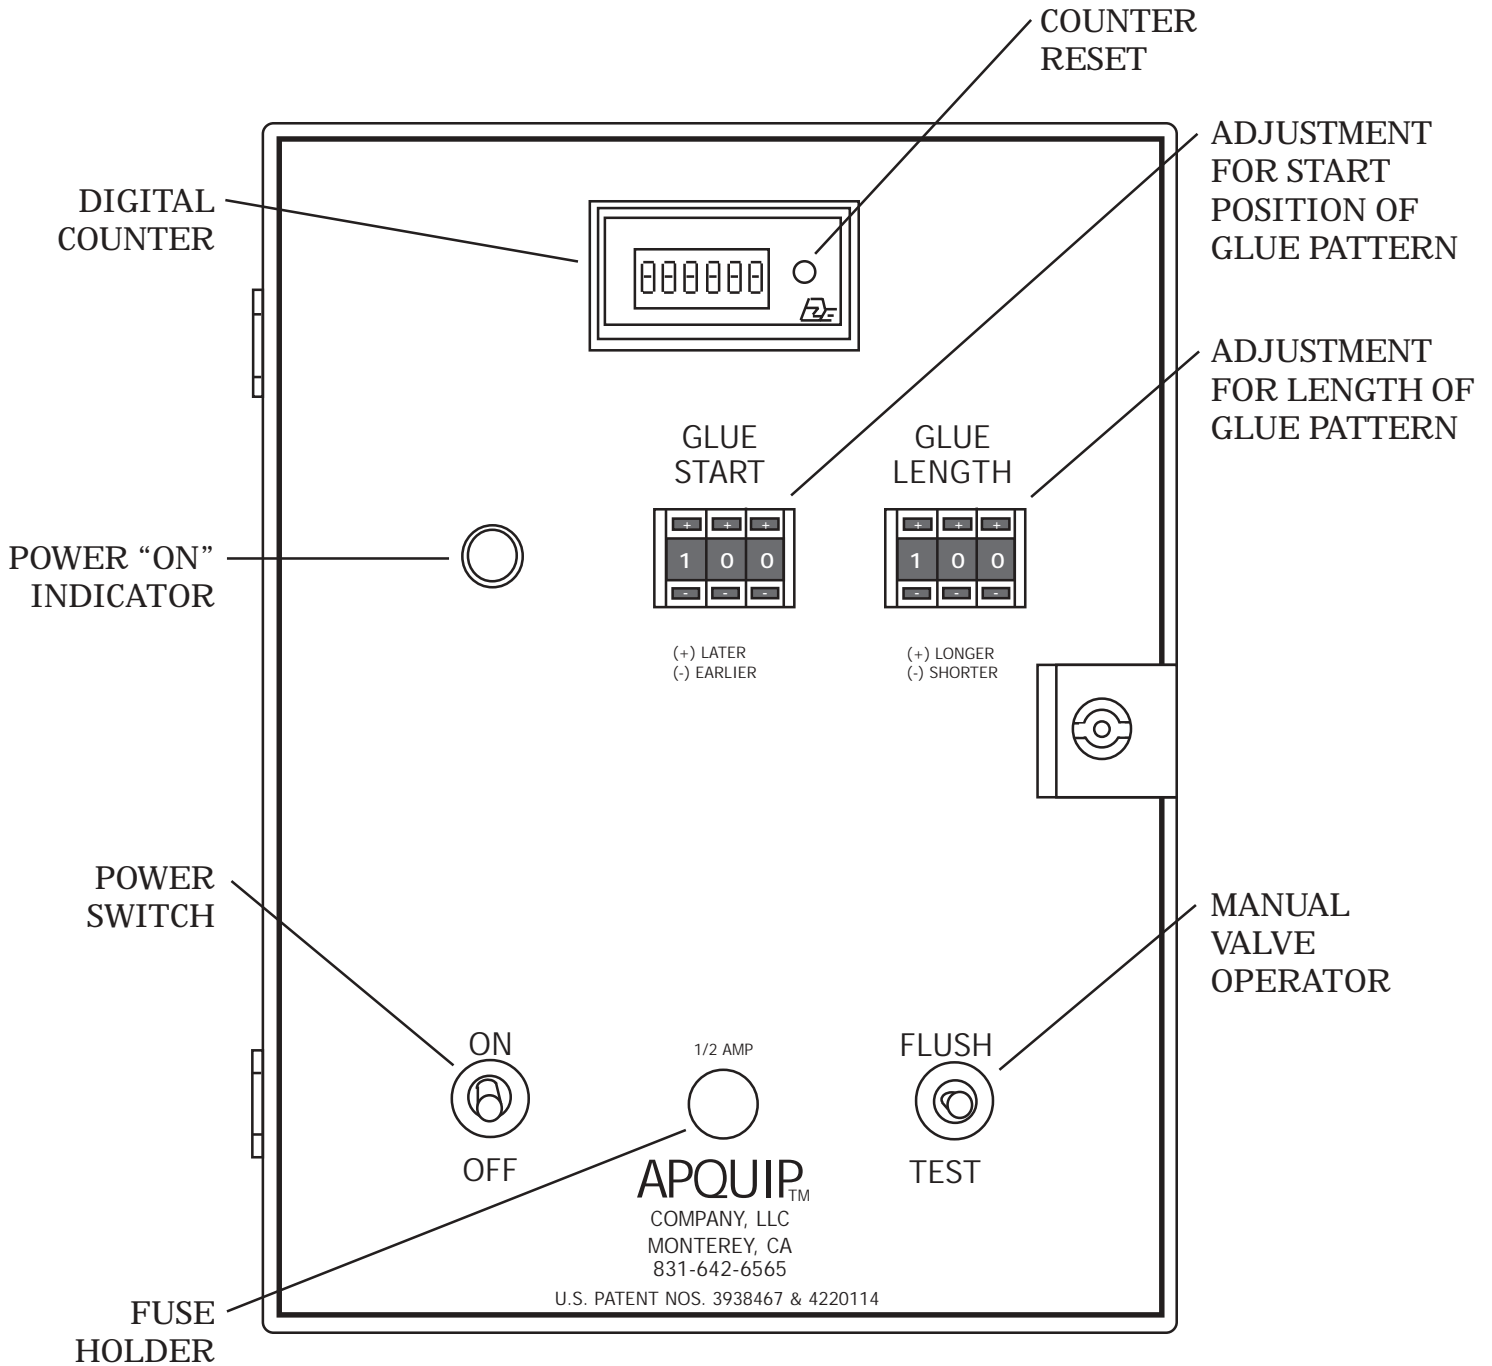 COUNTER
RESET
ADJUSTMENT
FOR START
POSITION OF
GLUE PATTERN
DIGITAL
COUNTER
000000
ADJUSTMENT
FOR LENGTH OF
GLUE PATTERN
GLUE
START
GLUE
LENGTH
+ + +
1 0 0
- - -
+ + +
1 0 0
- - -
POWER “ON”
INDICATOR
(+) LATER
(-) EARLIER
(+) LONGER
(-) SHORTER
POWER
SWITCH
MANUAL
VALVE
OPERATOR
ON
OFF
1/2 AMP
FLUSH
TEST
APQUIP TM
COMPANY, LLC
MONTEREY, CA
831-642-6565
U.S. PATENT NOS. 3938467 & 4220114
FUSE
HOLDER